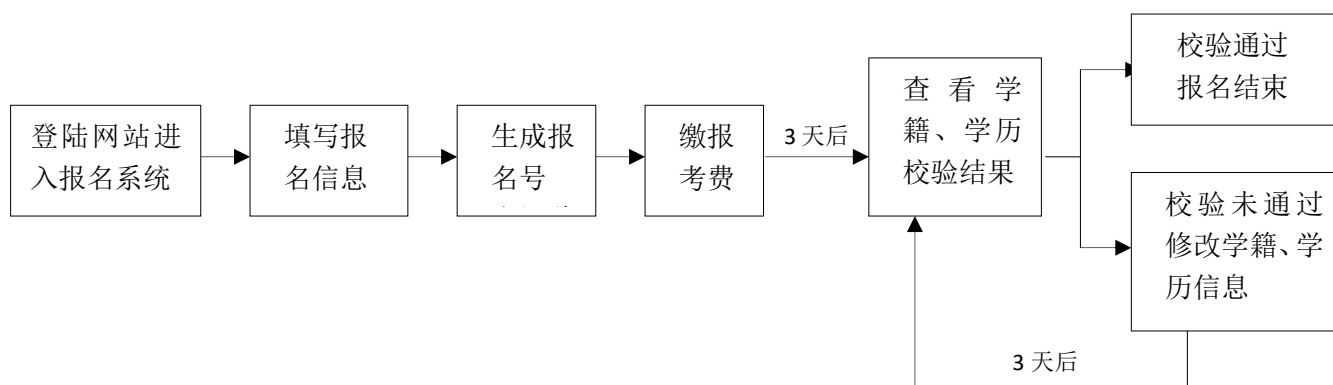 登陆网站进
入报名系统
填写报
名信息
生成报
名号
缴报
考费
3 天后
查看学
籍、学历
校验结果
校验通过
报名结束
校验未通过
修改学籍、学
历信息
3 天后